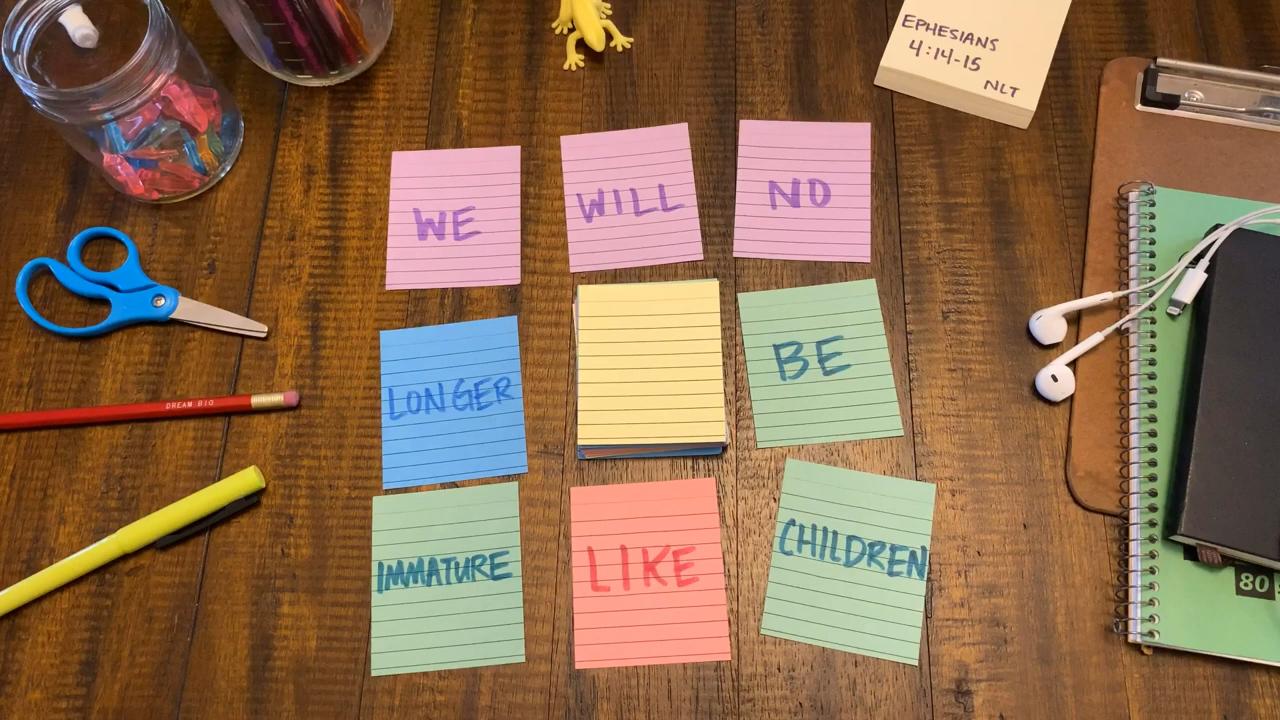 EPHESIANS
4:14-15
NLT
WE
WILL
NO
LONGER
BE
IMMATURE
LIKE
CHILDREN
DREAM BIG
80